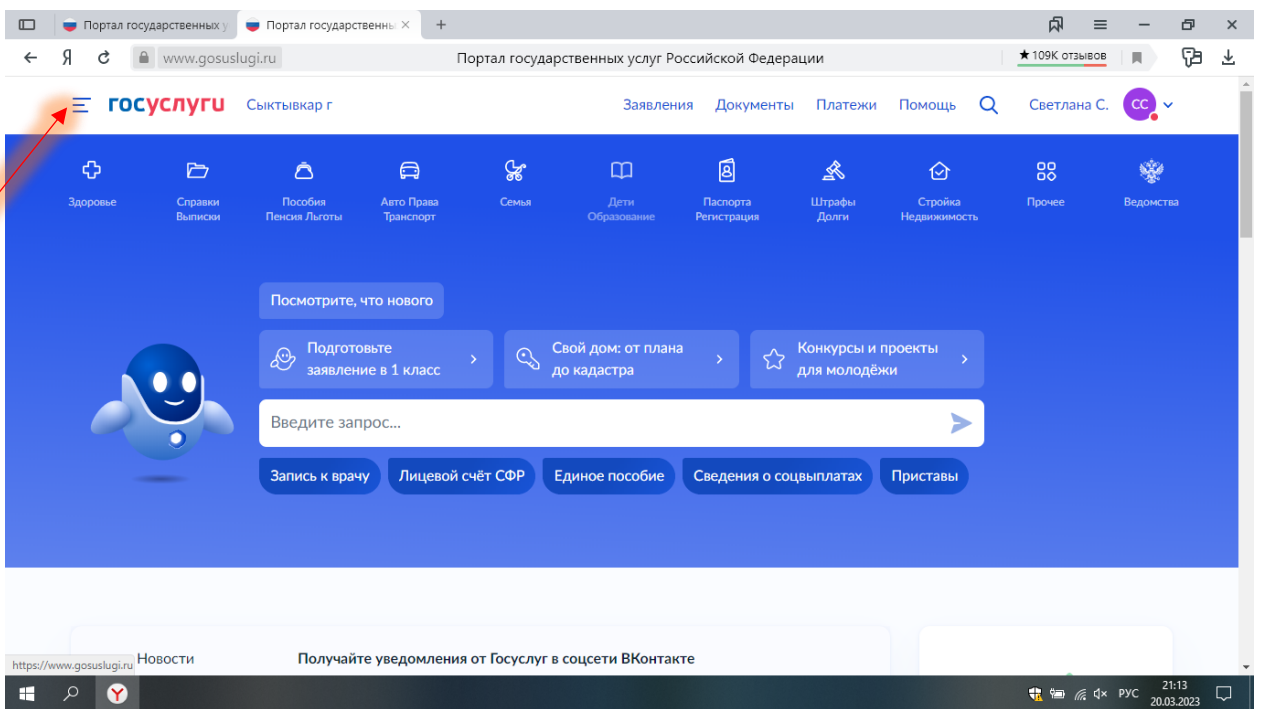 Портал государственных у
Портал государственны
www.gosuslugi.ru
Портал государственных услуг Российской Федерации
★ 109K отзывов
госуслуги
Сыктывкар г
Заявления
Документы
Платежи
Помощь
Светлана С.
СС
Здоровье
Справки
Выписки
Пособия
Пенсия Льготы
Авто Права
Транспорт
Семья
Дети
Образование
Паспорта
Регистрация
Штрафы
Долги
Стройка
Недвижимость
Прочее
Ведомства
Посмотрите, что нового
Подготовьте
заявление в 1 класс
Свой дом: от плана
до кадастра
Конкурсы и проекты
для молодёжи
Введите запрос...
Запись к врачу
Лицевой счёт СФР
Единое пособие
Сведения о соцвыплатах
Приставы
Новости
Получайте уведомления от Госуслуг в соцсети ВКонтакте
https://www.gosuslugi.ru
РУС
21:13
20.03.2023